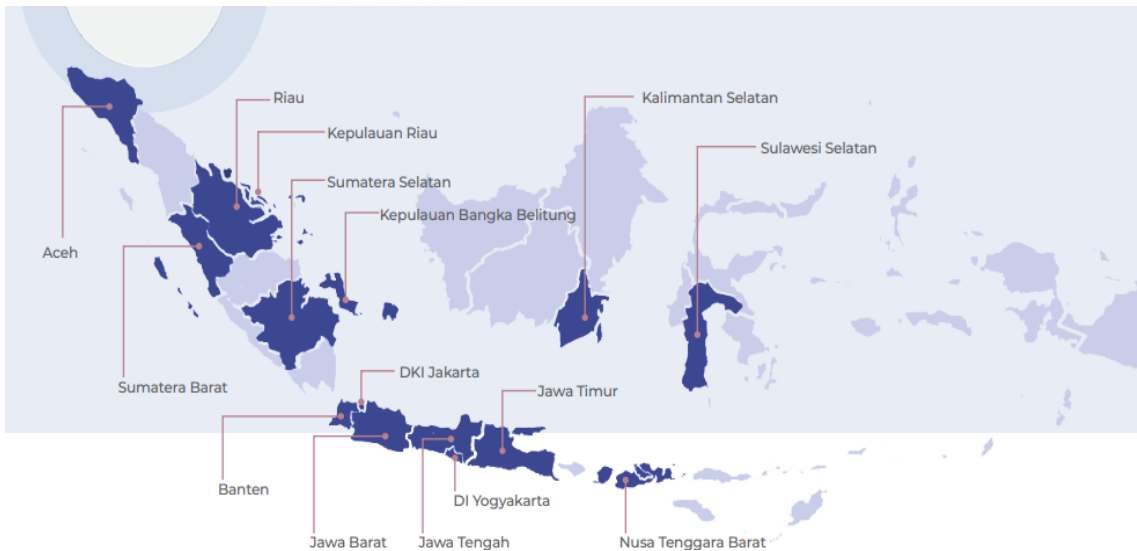 Riau
Kalimantan Selatan
Kepulauan Riau
Sulawesi Selatan
Sumatera Selatan
Kepulauan Bangka Belitung
Aceh
DKI Jakarta
Sumatera Barat
Jawa Timur
Banten
DI Yogyakarta
Jawa Barat
Jawa Tengah
Nusa Tenggara Barat